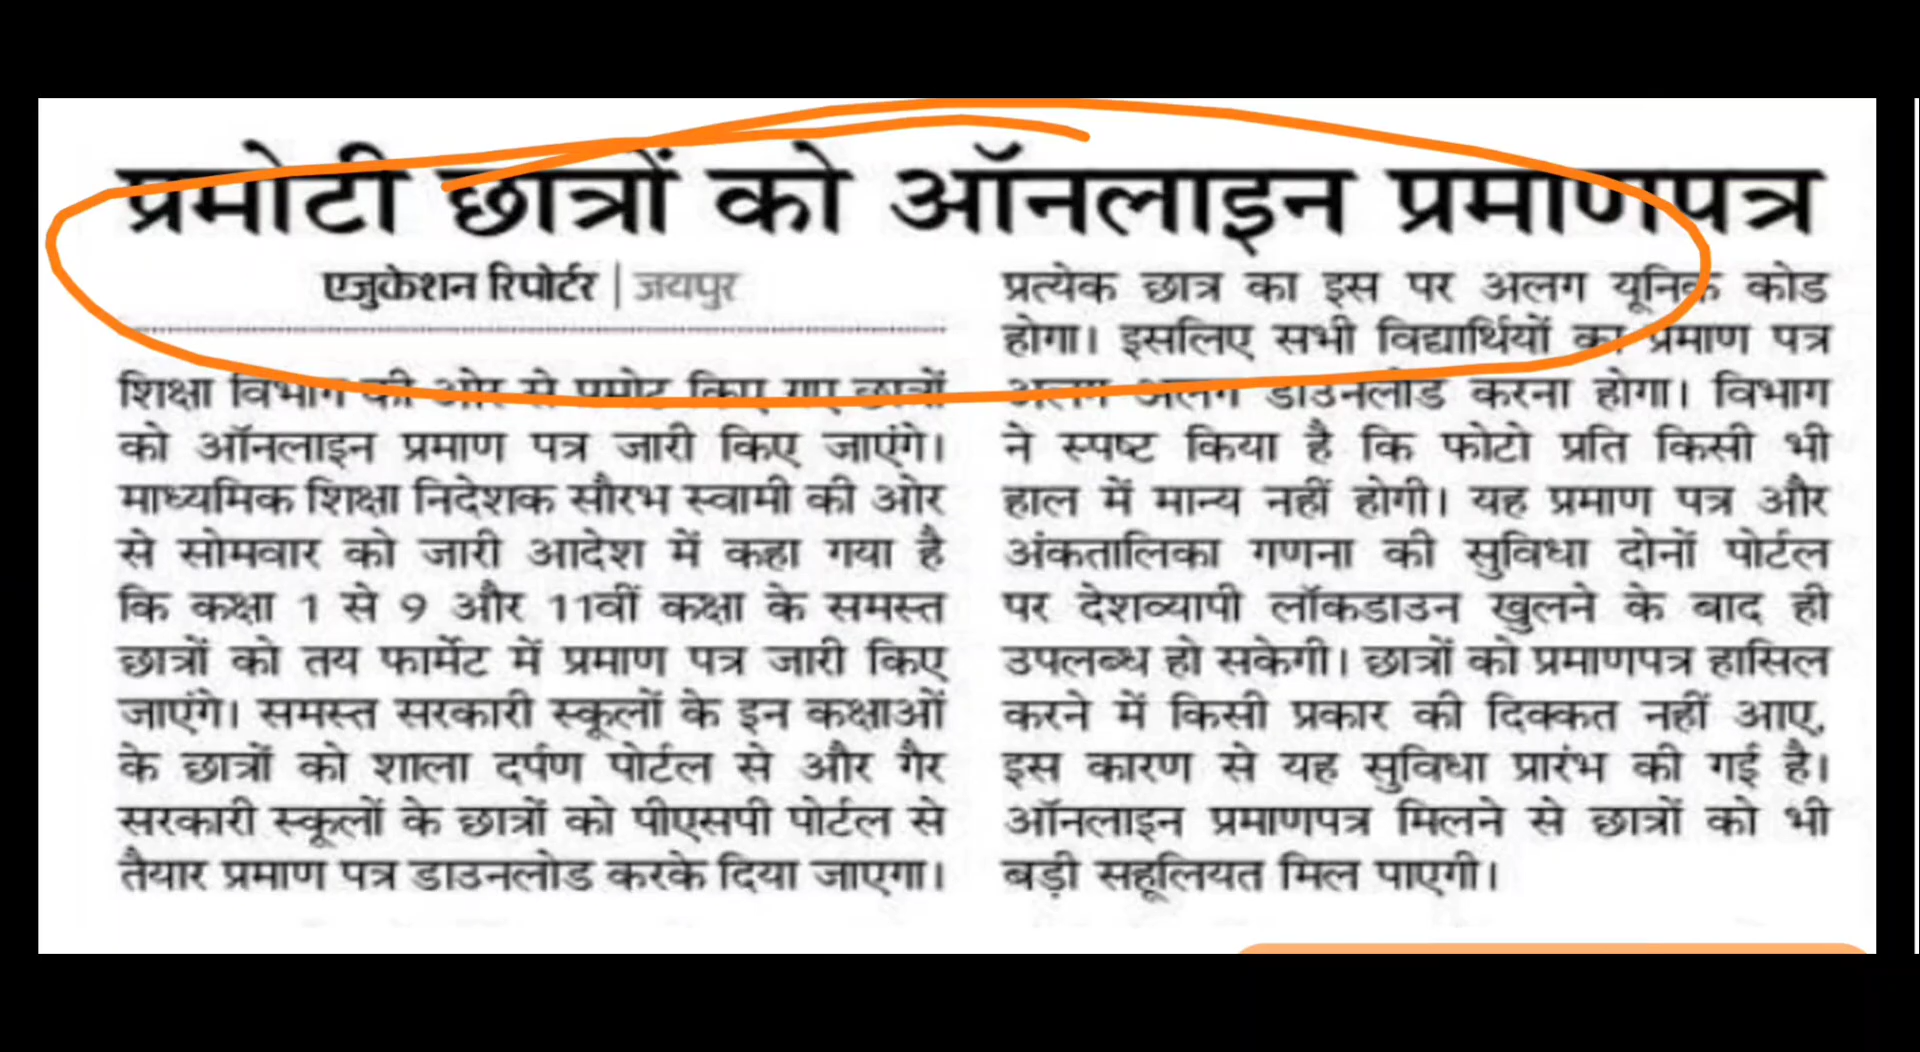 प्रमोटी छात्रों को ऑनलाइन प्रमाणपत्र
एजुकेशन रिपोर्टर | जयपुर
शिक्षा विभाग की ओर से प्रमोट किए गए छात्रों
को ऑनलाइन प्रमाण पत्र जारी किए जाएंगे।
माध्यमिक शिक्षा निदेशक सौरभ स्वामी की ओर
से सोमवार को जारी आदेश में कहा गया है
कि कक्षा 1 से 9 और 11वीं कक्षा के समस्त
छात्रों को तय फार्मेट में प्रमाण पत्र जारी किए
जाएंगे। समस्त सरकारी स्कूलों के इन कक्षाओं
के छात्रों को शाला दर्पण पोर्टल से और गैर
सरकारी स्कूलों के छात्रों को पीएसपी पोर्टल से
तैयार प्रमाण पत्र डाउनलोड करके दिया जाएगा।
प्रत्येक छात्र का इस पर अलग यूनिक कोड
होगा। इसलिए सभी विद्यार्थियों का प्रमाण पत्र
अलग अलग डाउनलोड करना होगा। विभाग
ने स्पष्ट किया है कि फोटो प्रति किसी भी
हाल में मान्य नहीं होगी। यह प्रमाण पत्र और
अंकतालिका गणना की सुविधा दोनों पोर्टल
पर देशव्यापी लॉकडाउन खुलने के बाद ही
उपलब्ध हो सकेगी। छात्रों को प्रमाणपत्र हासिल
करने में किसी प्रकार की दिक्कत नहीं आए,
इस कारण से यह सुविधा प्रारंभ की गई है।
ऑनलाइन प्रमाणपत्र मिलने से छात्रों को भी
बड़ी सहूलियत मिल पाएगी।